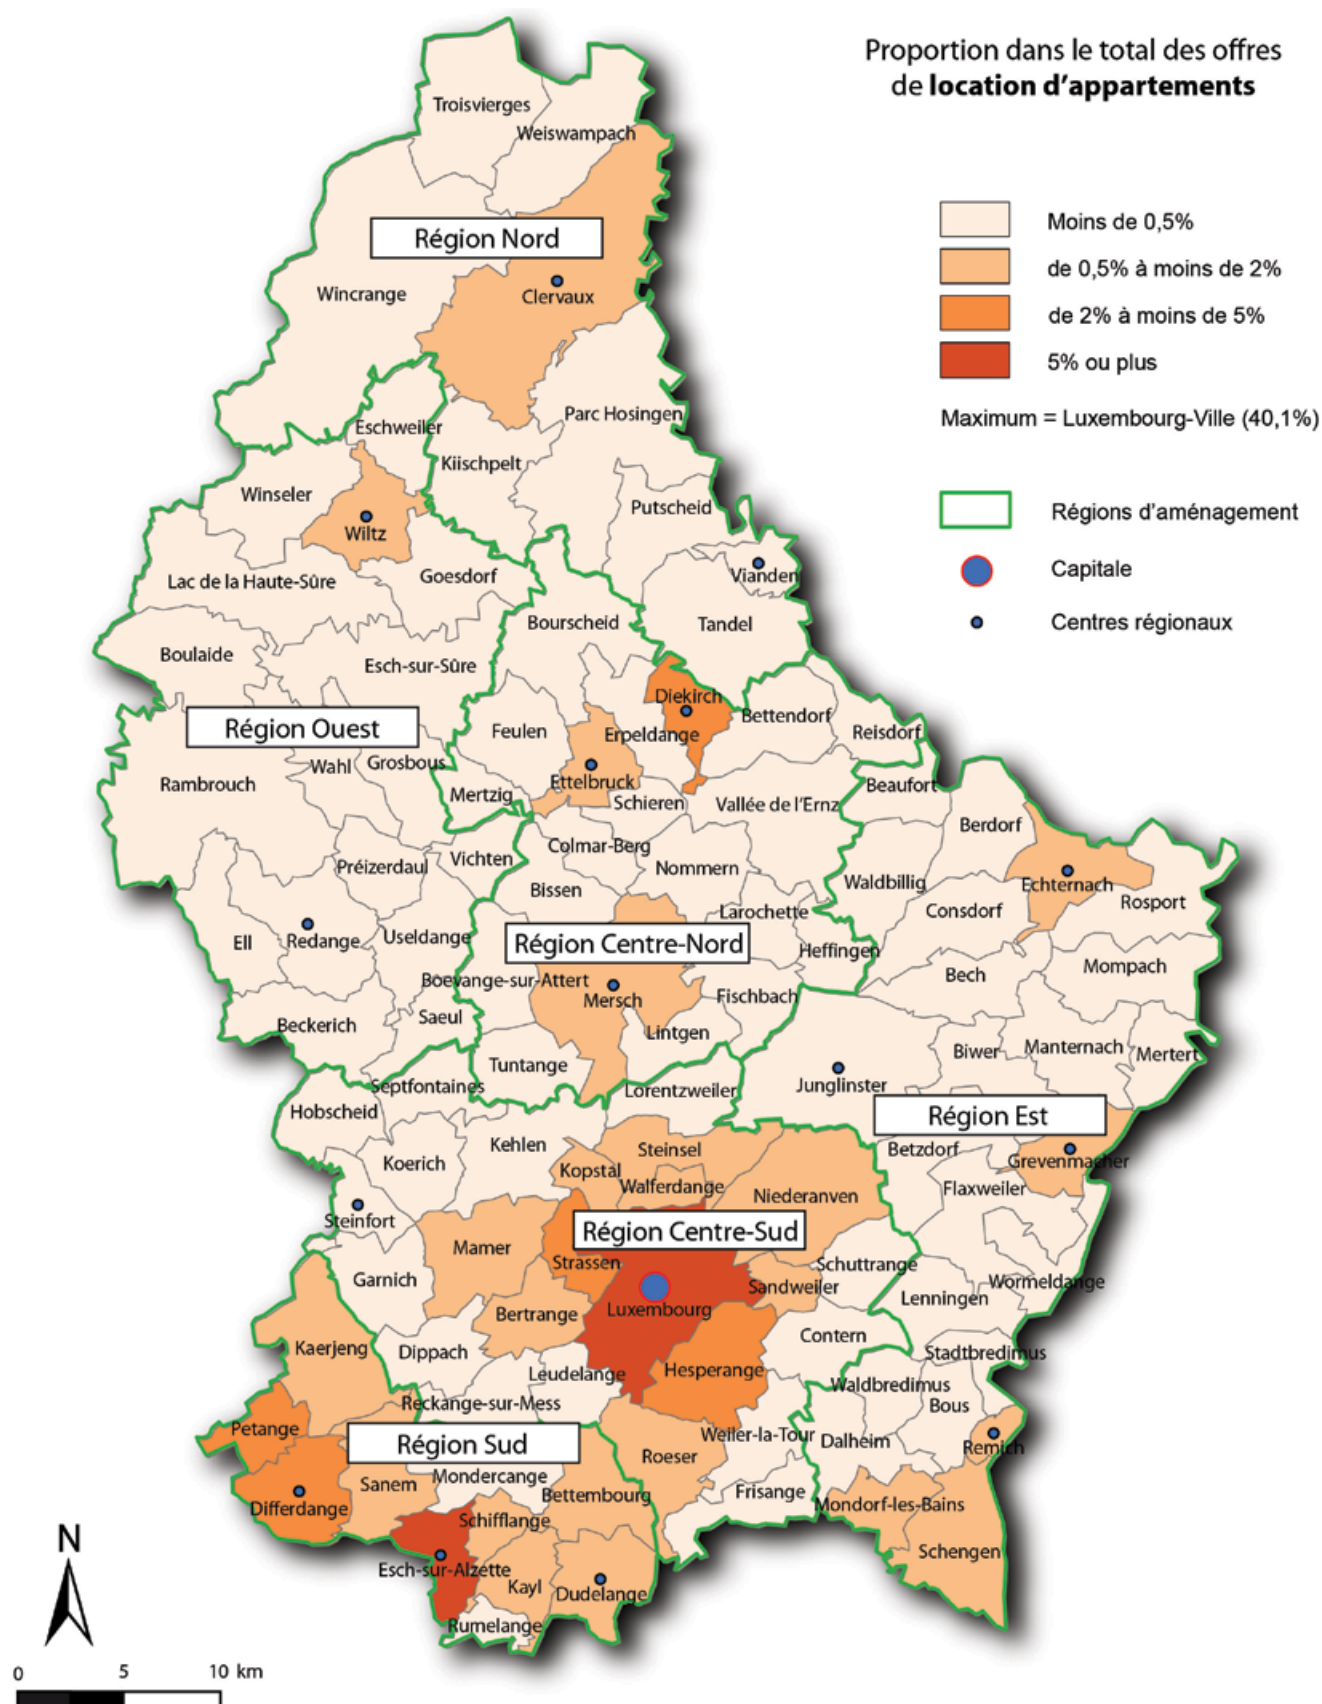 Proportion dans le total des offres
de location d'appartements
Moins de 0,5%
de 0,5% à moins de 2%
de 2% à moins de 5%
5% ou plus
Maximum = Luxembourg-Ville (40,1%)
Régions d'aménagement
Capitale
Centres régionaux
Troisvierges
Weiswampach
Région Nord
Wincrange
Clervaux
Parc Hosingen
Eschweiler
Kiischpelt
Winseler
Putscheid
Wiltz
Vianden
Lac de la Haute-Sûre
Goesdorf
Bourscheid
Tandel
Boulaide
Esch-sur-Sûre
Diekirch
Bettendorf
Région Ouest
Feulen
Erpeldange
Reisdorf
Wahl
Grosbous
Rambrouch
Ettelbruck
Beaufort
Mertzig
Schieren
Vallée de l'Ernz
Berdorf
Colmar-Berg
Préizerdaul
Vichten
Nommern
Bissen
Waldbillig
Echternach
Rosport
Larochette
Consdorf
Ell
Redange
Useldange
Région Centre-Nord
Heffingen
Bech
Mompach
Boevange-sur-Attert
Mersch
Fischbach
Beckerich
Saeul
Lintgen
Biwer
Manternach
Mertert
Tuntange
Septfontaines
Lorentzweiler
Junglinster
Hobscheid
Région Est
Kehlen
Steinsel
Betzdorf
Koerich
Kopstal
Grevenmacher
Walferdange
Niederanven
Flaxweiler
Steinfort
Région Centre-Sud
Mamer
Strassen
Schuttrange
Garnich
Sandweiler
Wormeldange
Lenningen
Bertrange
Luxembourg
Contern
Kaerjeng
Dippach
Stadtbredimus
Leudelange
Hesperange
Waldbredimus
Reckange-sur-Mess
Bous
Petange
Weiler-la-Tour
Dalheim
Remich
Région Sud
Roeser
Mondercange
Sanem
Frisange
Bettembourg
Mondorf-les-Bains
Differdange
Schifflange
Schengen
Esch-sur-Alzette
Kayl
Dudelange
Rumelange
N
0 5 10 km